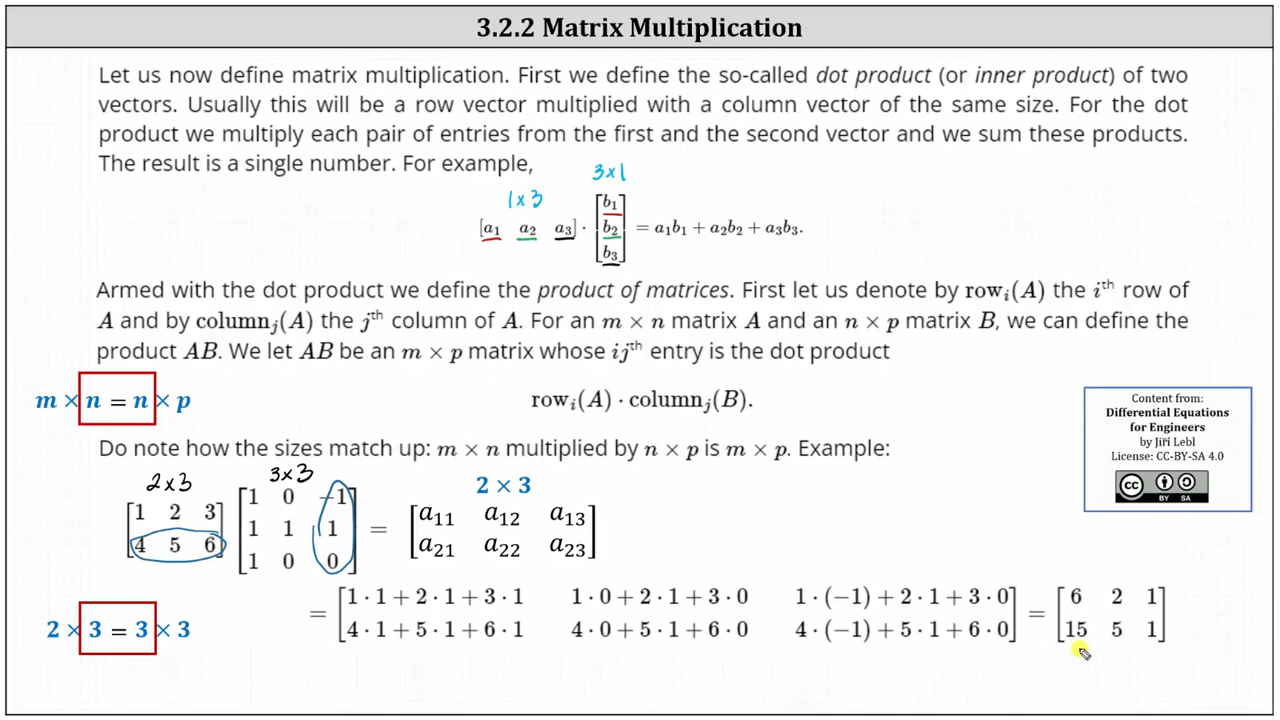 3.2.2 Matrix Multiplication
Let us now define matrix multiplication. First we define the so-called dot product (or inner product) of two
vectors. Usually this will be a row vector multiplied with a column vector of the same size. For the dot
product we multiply each pair of entries from the first and the second vector and we sum these products.
The result is a single number. For example,
1x3 3x1
[a₁ a₂ a₃] · [b₁ b₂ b₃] = a₁b₁ + a₂b₂ + a₃b₃.
Armed with the dot product we define the product of matrices. First let us denote by rowᵢ(A) the iᵗʰ row of
A and by columnⱼ(A) the jᵗʰ column of A. For an m × n matrix A and an n × p matrix B, we can define the
product AB. We let AB be an m × p matrix whose ijᵗʰ entry is the dot product
m × n = n × p
rowᵢ(A) · columnⱼ(B).
Content from:
Differential Equations
for Engineers
by Jiří Lebl
License: CC-BY-SA 4.0
cc BY SA
Do note how the sizes match up: m × n multiplied by n × p is m × p. Example:
2x3 3x3 2 × 3
[1 2 3] [1 0 −1] [a₁₁ a₁₂ a₁₃]
[4 5 6] [1 1 1] = [a₂₁ a₂₂ a₂₃]
[1 0 0]
= [1 · 1 + 2 · 1 + 3 · 1 1 · 0 + 2 · 1 + 3 · 0 1 · (−1) + 2 · 1 + 3 · 0] = [6 2 1]
[4 · 1 + 5 · 1 + 6 · 1 4 · 0 + 5 · 1 + 6 · 0 4 · (−1) + 5 · 1 + 6 · 0] [15 5 1]
2 × 3 = 3 × 3